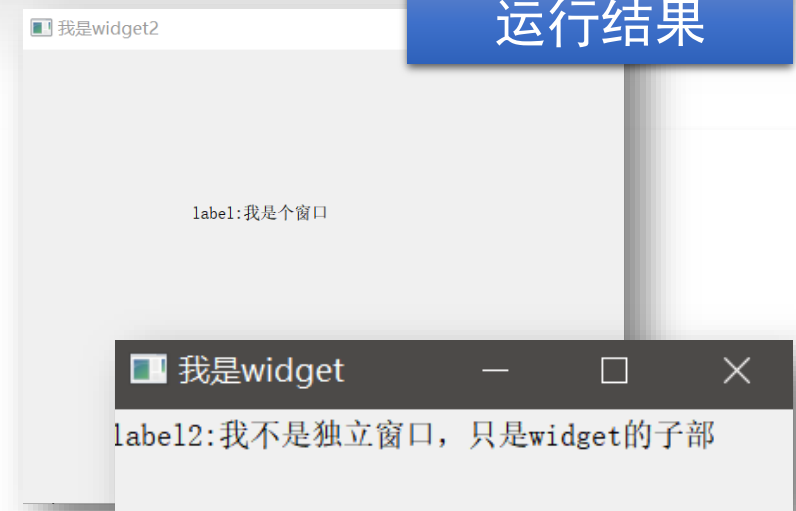 运行结果
我是widget2
label:我是个窗口
我是widget
label2:我不是独立窗口，只是widget的子部